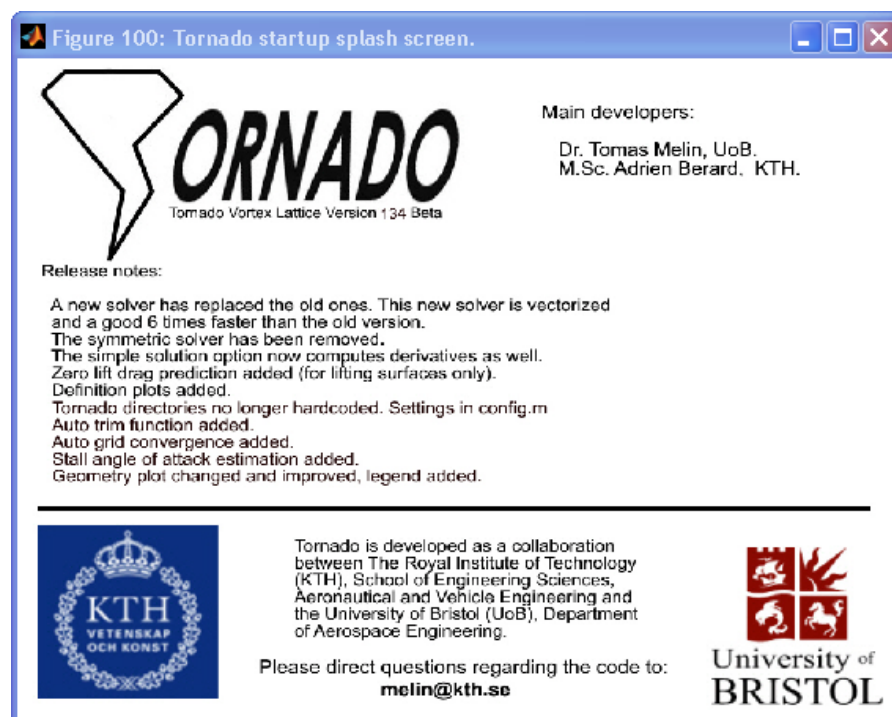 Figure 100: Tornado startup splash screen.
TORNADO
Tornado Vortex Lattice Version 134 Beta
Main developers:
Dr. Tomas Melin, UoB.
M.Sc. Adrien Berard, KTH.
Release notes:
A new solver has replaced the old ones. This new solver is vectorized
and a good 6 times faster than the old version.
The symmetric solver has been removed.
The simple solution option now computes derivatives as well.
Zero lift drag prediction added (for lifting surfaces only).
Definition plots added.
Tornado directories no longer hardcoded. Settings in config.m
Auto trim function added.
Auto grid convergence added.
Stall angle of attack estimation added.
Geometry plot changed and improved, legend added.
KTH
VETENSKAP
OCH KONST
Tornado is developed as a collaboration
between The Royal Institute of Technology
(KTH), School of Engineering Sciences,
Aeronautical and Vehicle Engineering and
the University of Bristol (UoB), Department
of Aerospace Engineering.
Please direct questions regarding the code to:
melin@kth.se
University of
BRISTOL